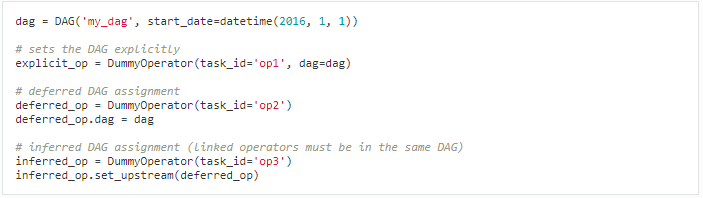 dag = DAG('my_dag', start_date=datetime(2016, 1, 1))
# sets the DAG explicitly
explicit_op = DummyOperator(task_id='op1', dag=dag)
# deferred DAG assignment
deferred_op = DummyOperator(task_id='op2')
deferred_op.dag = dag
# inferred DAG assignment (linked operators must be in the same DAG)
inferred_op = DummyOperator(task_id='op3')
inferred_op.set_upstream(deferred_op)